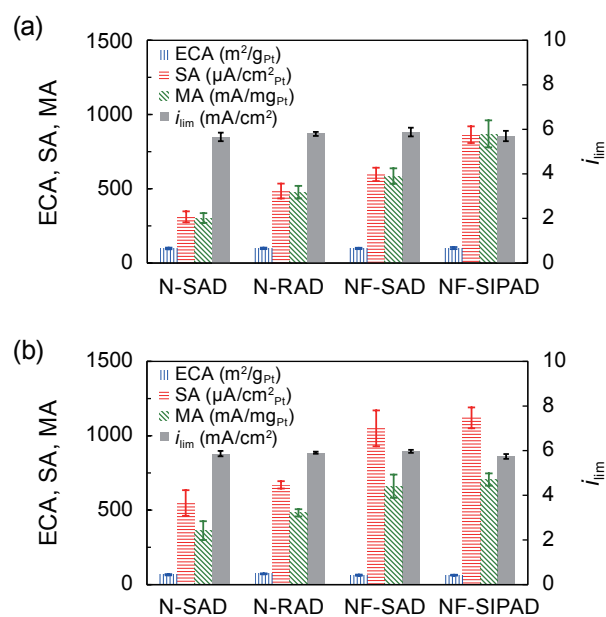 (a)
1500
1000
500
0
ECA, SA, MA
ECA (m²/gPt)
SA (µA/cm²Pt)
MA (mA/mgPt)
ilim (mA/cm²)
10
8
6
4
2
0
ilim
N-SAD N-RAD NF-SAD NF-SIPAD
(b)
1500
1000
500
0
ECA, SA, MA
ECA (m²/gPt)
SA (µA/cm²Pt)
MA (mA/mgPt)
ilim (mA/cm²)
10
8
6
4
2
0
ilim
N-SAD N-RAD NF-SAD NF-SIPAD